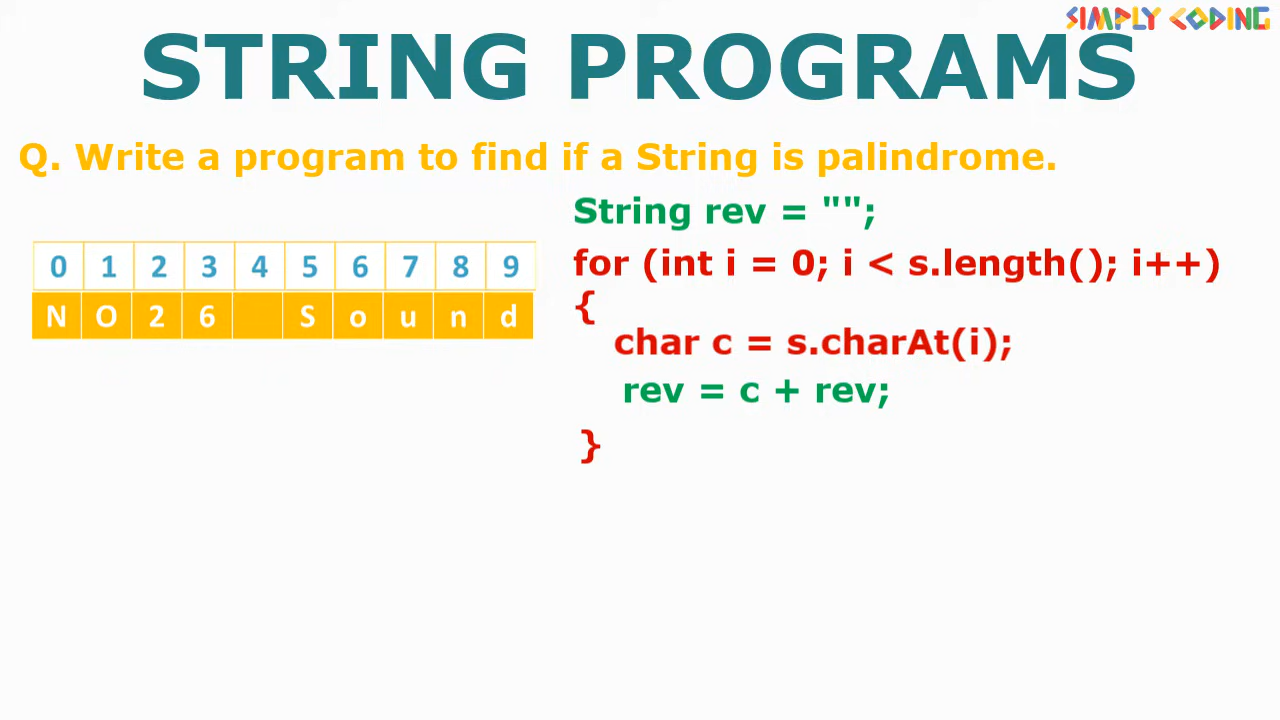 SIMPLY CODING
STRING PROGRAMS
Q. Write a program to find if a String is palindrome.
String rev = "";
for (int i = 0; i < s.length(); i++)
{
char c = s.charAt(i);
rev = c + rev;
}
0 1 2 3 4 5 6 7 8 9
N O 2 6 S o u n d